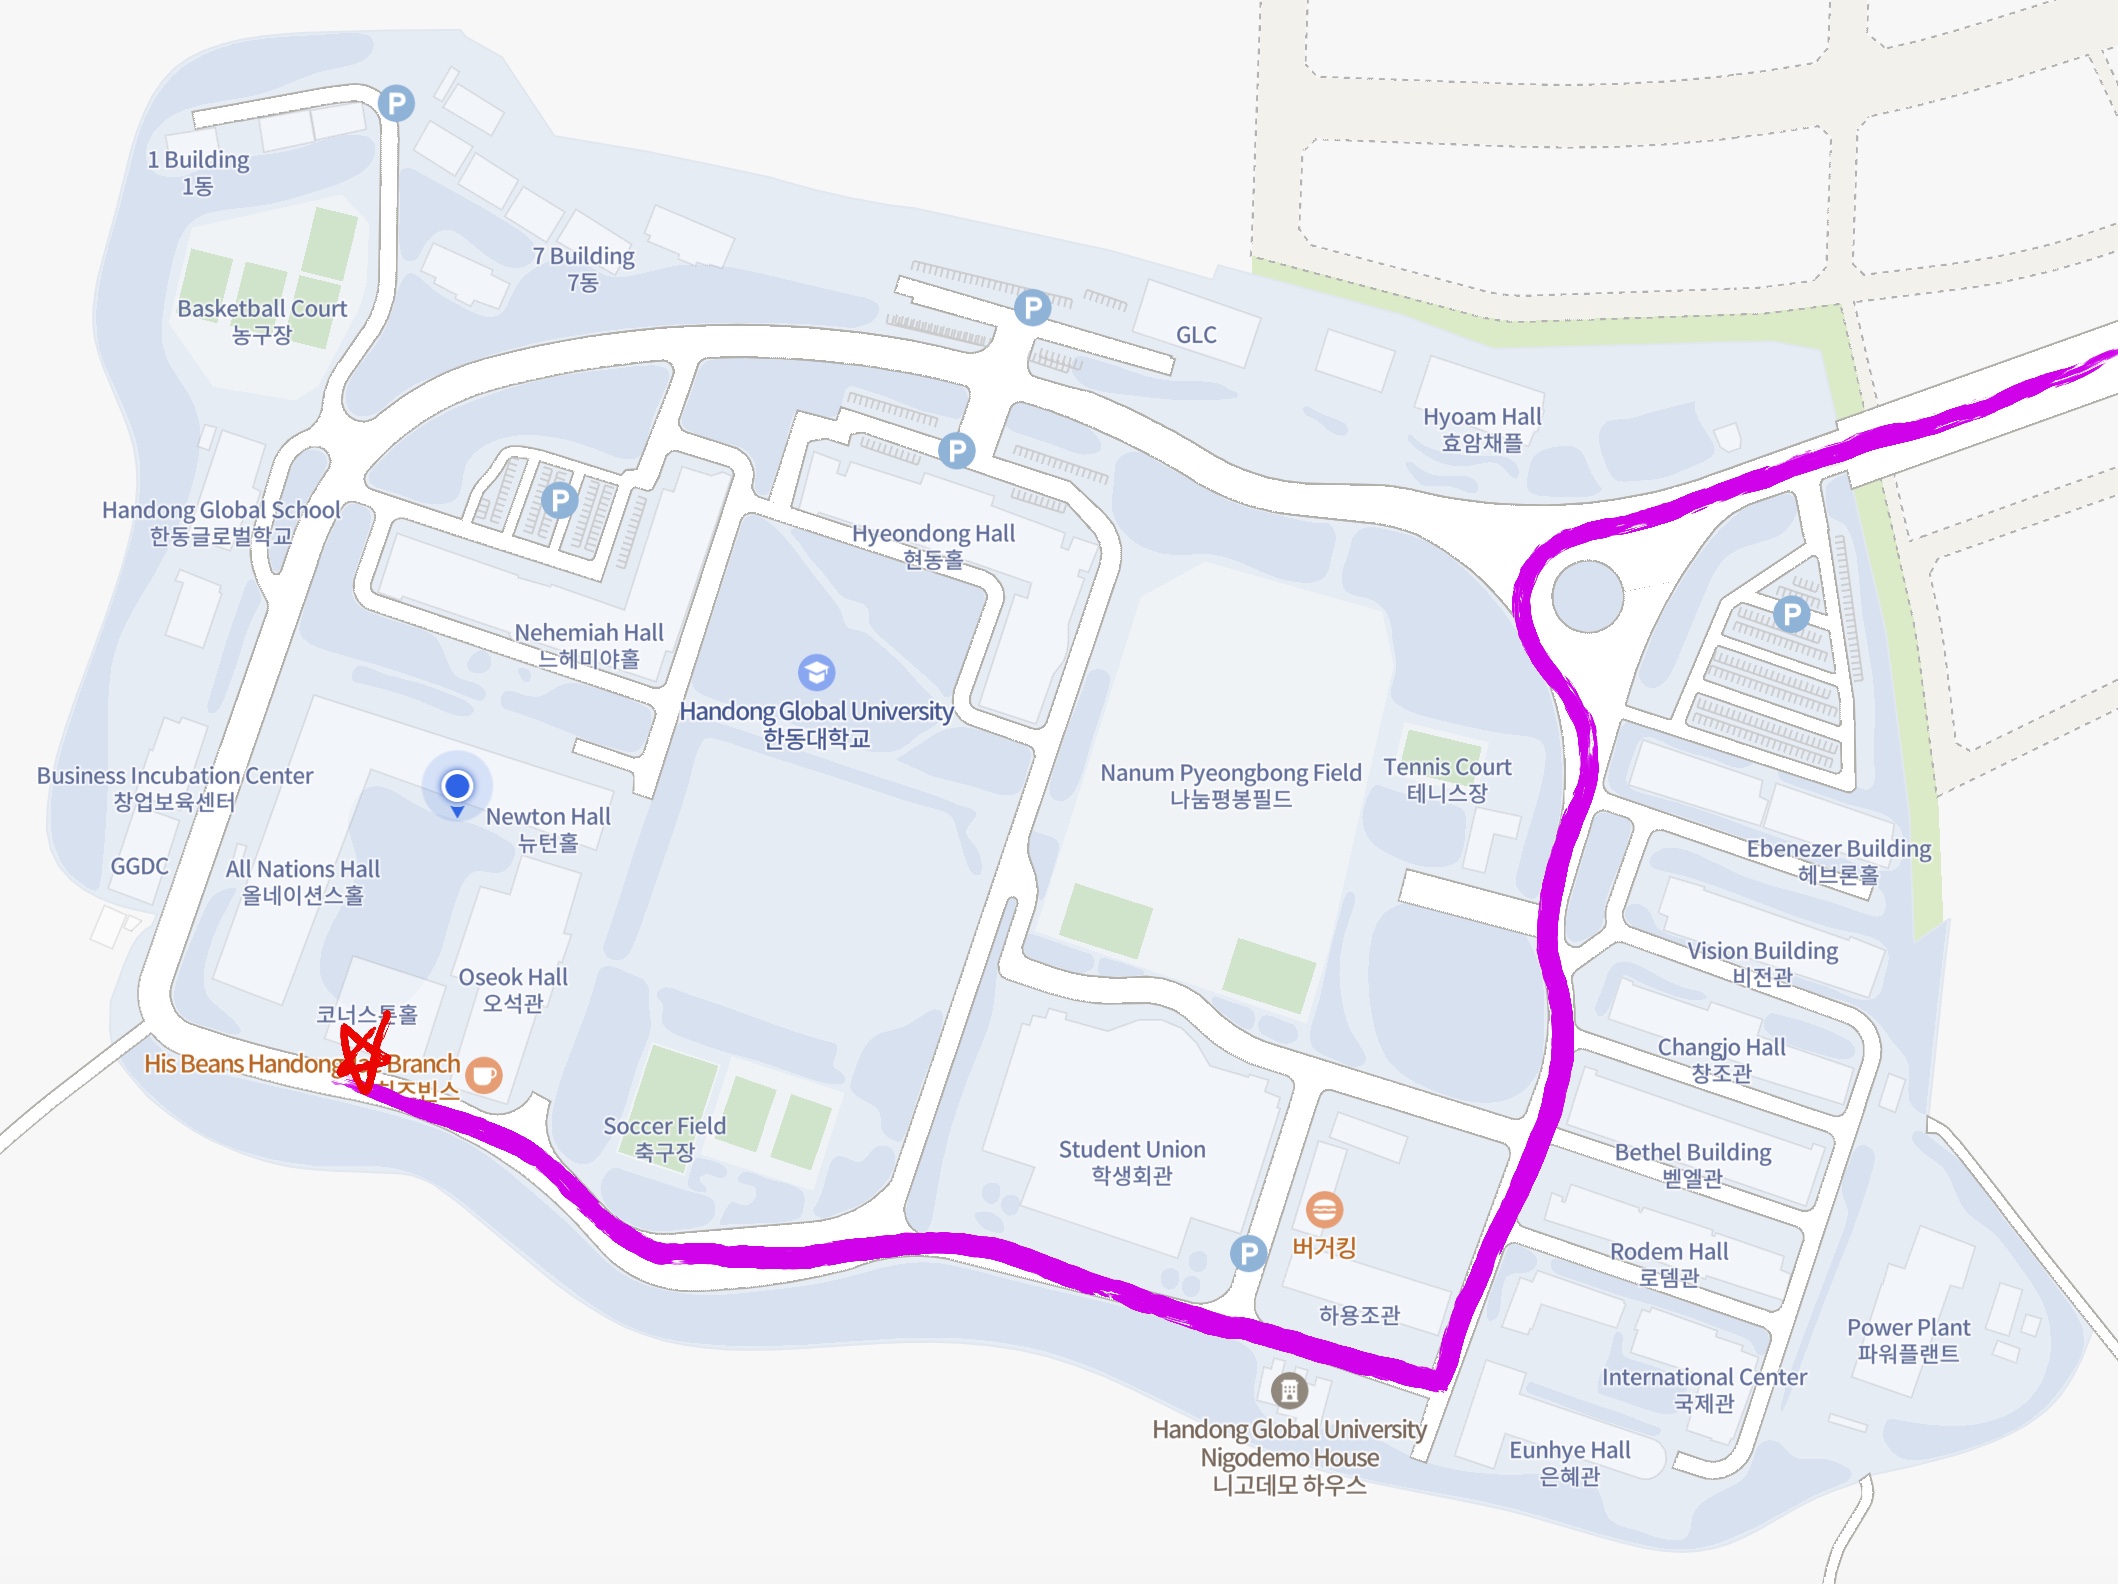 P
1 Building
1동
7 Building
7동
Basketball Court
농구장
P
GLC
Hyoam Hall
효암채플
P
P
Handong Global School
한동글로벌학교
Hyeondong Hall
현동홀
P
Nehemiah Hall
느헤미야홀
Handong Global University
한동대학교
Business Incubation Center
창업보육센터
Newton Hall
뉴턴홀
Nanum Pyeongbong Field
나눔평봉필드
Tennis Court
테니스장
GGDC
All Nations Hall
올네이션스홀
Ebenezer Building
헤브론홀
Oseok Hall
오석관
Vision Building
비전관
코너스톤홀
His Beans Handong Branch
히즈빈스
Changjo Hall
창조관
Soccer Field
축구장
Student Union
학생회관
Bethel Building
벧엘관
버거킹
P
Rodem Hall
로뎀관
하용조관
Power Plant
파워플랜트
International Center
국제관
Handong Global University
Nigodemo House
니고데모 하우스
Eunhye Hall
은혜관